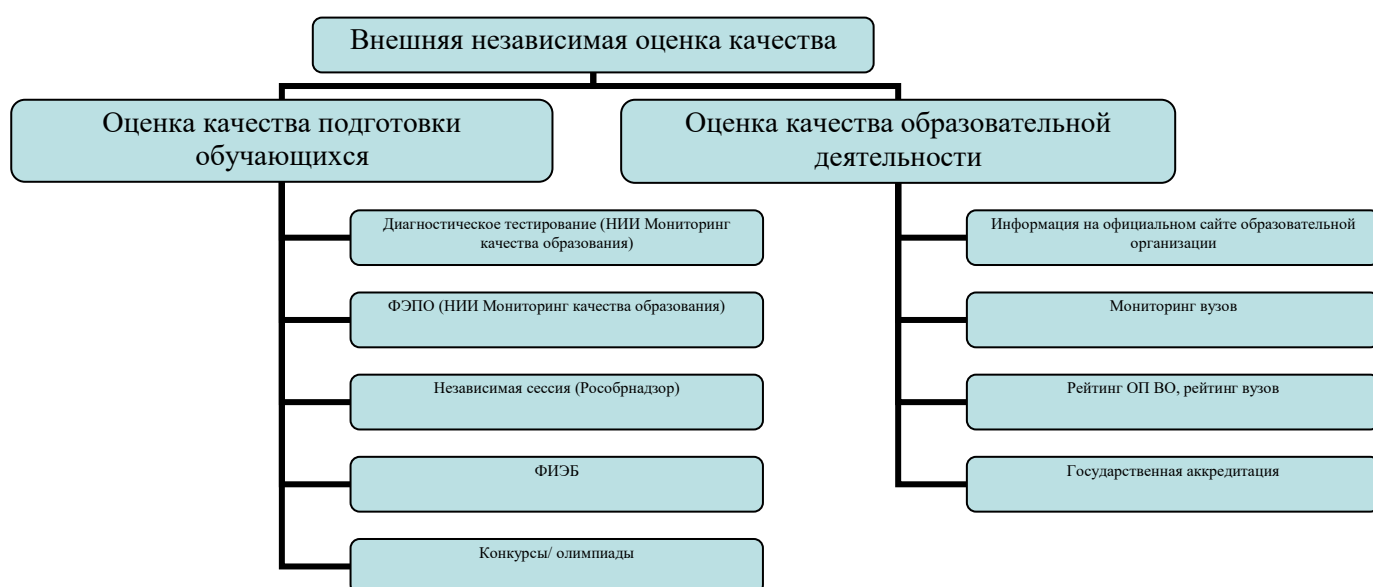 Внешняя независимая оценка качества
Оценка качества подготовки
обучающихся
Диагностическое тестирование (НИИ Мониторинг
качества образования)
ФЭПО (НИИ Мониторинг качества образования)
Независимая сессия (Рособрнадзор)
ФИЭБ
Конкурсы/ олимпиады
Оценка качества образовательной
деятельности
Информация на официальном сайте образовательной
организации
Мониторинг вузов
Рейтинг ОП ВО, рейтинг вузов
Государственная аккредитация